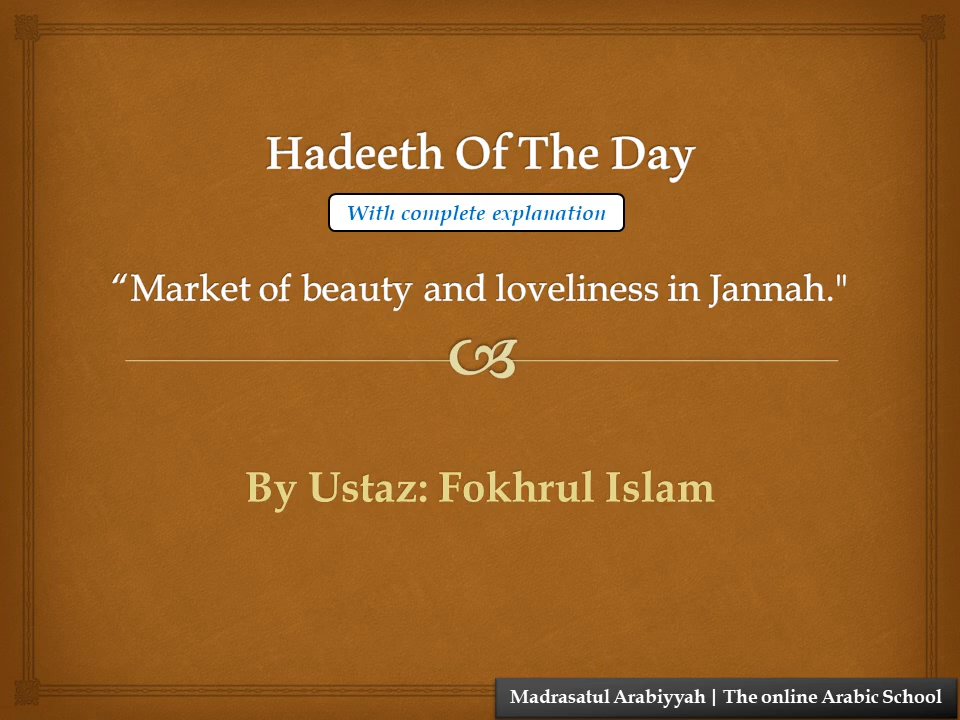 Hadeeth Of The Day
With complete explanation
“Market of beauty and loveliness in Jannah."
By Ustaz: Fokhrul Islam
Madrasatul Arabiyyah | The online Arabic School